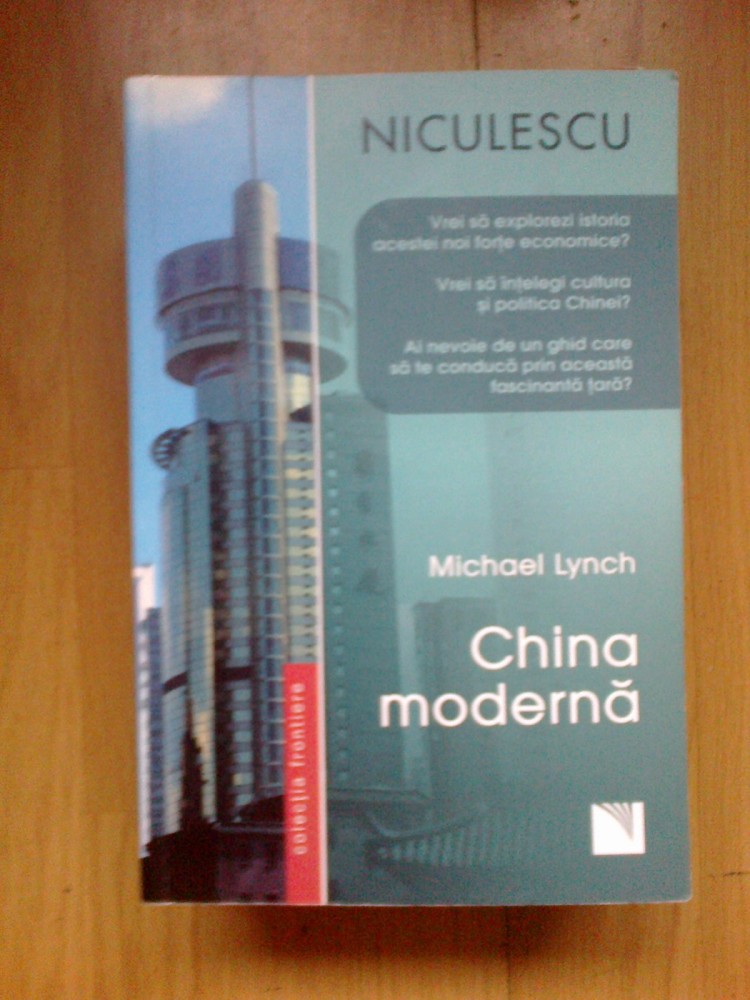 NICULESCU
Vrei să explorezi istoria
acestei noi forțe economice?
Vrei să înțelegi cultura
și politica Chinei?
Ai nevoie de un ghid care
să te conducă prin această
fascinantă țară?
Michael Lynch
China
modernă
colecția frontiere